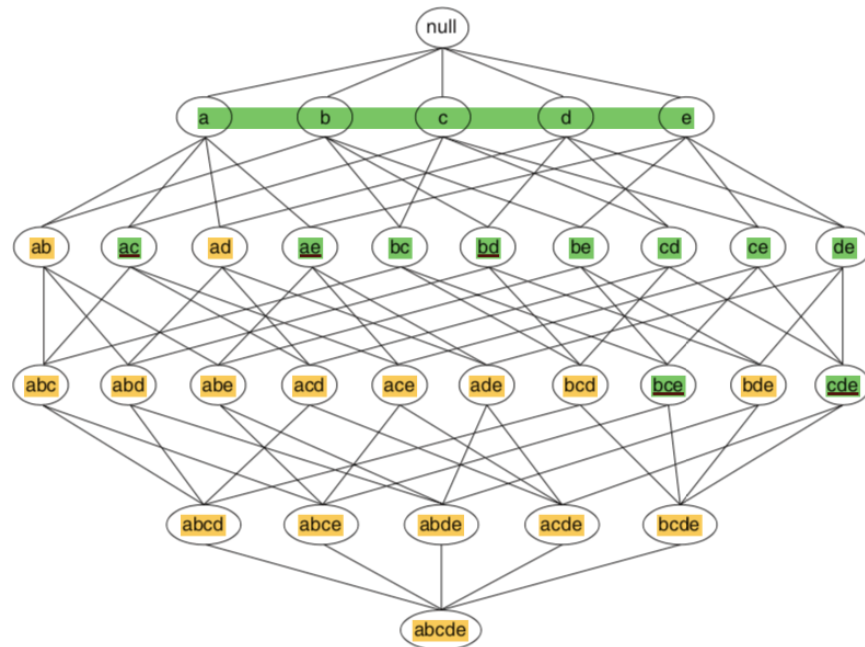 null
a b c d e
ab ac ad ae bc bd be cd ce de
abc abd abe acd ace ade bcd bce bde cde
abcd abce abde acde bcde
abcde